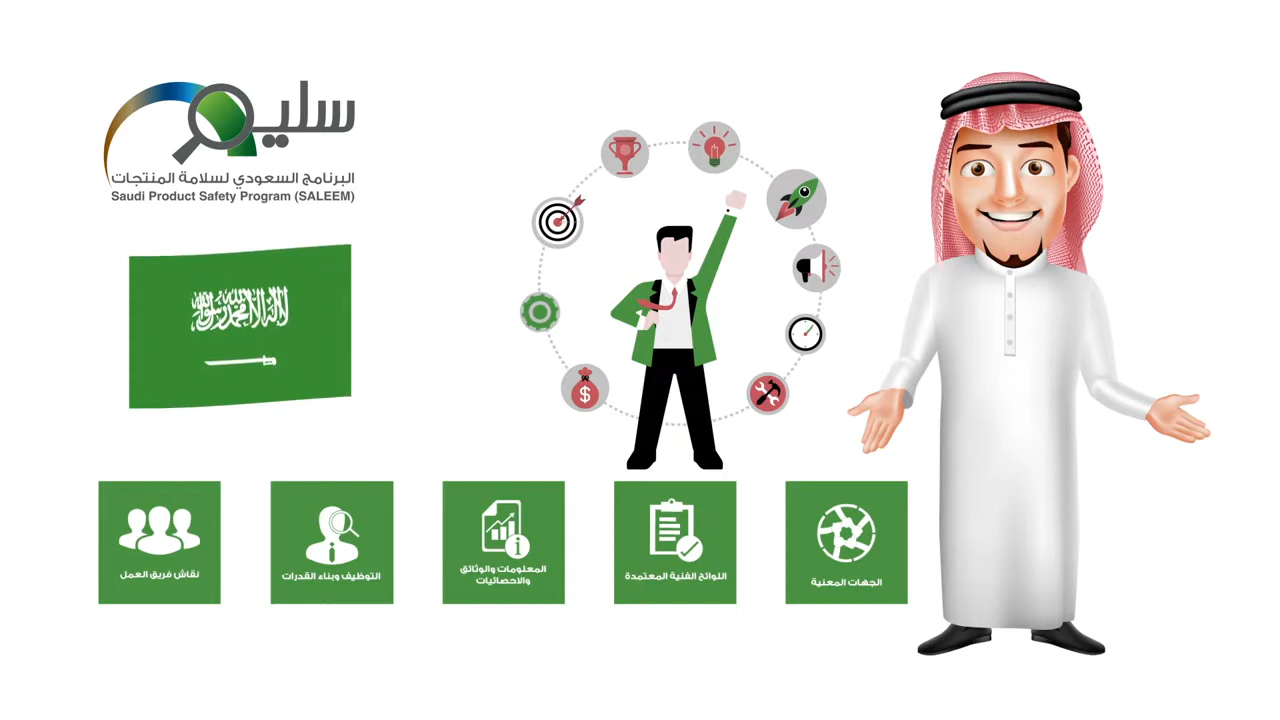 سليم
البرنامج السعودي لسلامة المنتجات
Saudi Product Safety Program (SALEEM)
لا إله إلا الله محمد رسول الله
$
الجهات المعنية
اللوائح الفنية المعتمدة
المعلومات والوثائق
والاحصائيات
i
التوظيف وبناء القدرات
نقاش فريق العمل